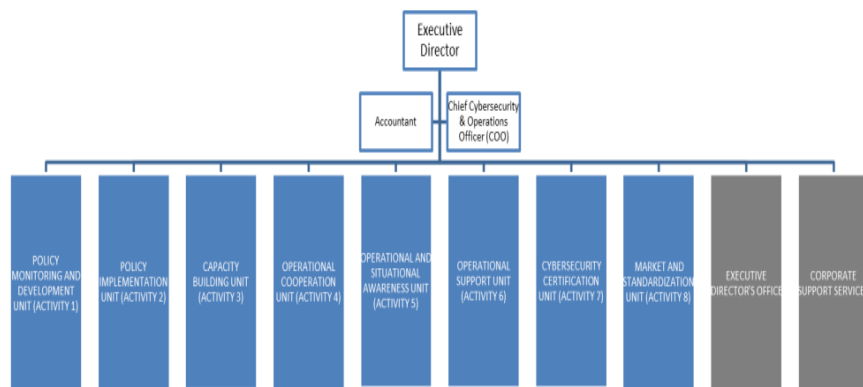 Executive
Director
Accountant
Chief Cybersecurity
& Operations
Officer (COO)
POLICY
MONITORING AND
DEVELOPMENT
UNIT (ACTIVITY 1)
POLICY
IMPLEMENTATION
UNIT (ACTIVITY 2)
CAPACITY
BUILDING UNIT
(ACTIVITY 3)
OPERATIONAL
COOPERATION
UNIT (ACTIVITY 4)
OPERATIONAL AND
SITUATIONAL
AWARENESS UNIT
(ACTIVITY 5)
OPERATIONAL
SUPPORT UNIT
(ACTIVITY 6)
CYBERSECURITY
CERTIFICATION
UNIT (ACTIVITY 7)
MARKET AND
STANDARDIZATION
UNIT (ACTIVITY 8)
EXECUTIVE
DIRECTOR'S OFFICE
CORPORATE
SUPPORT SERVICE